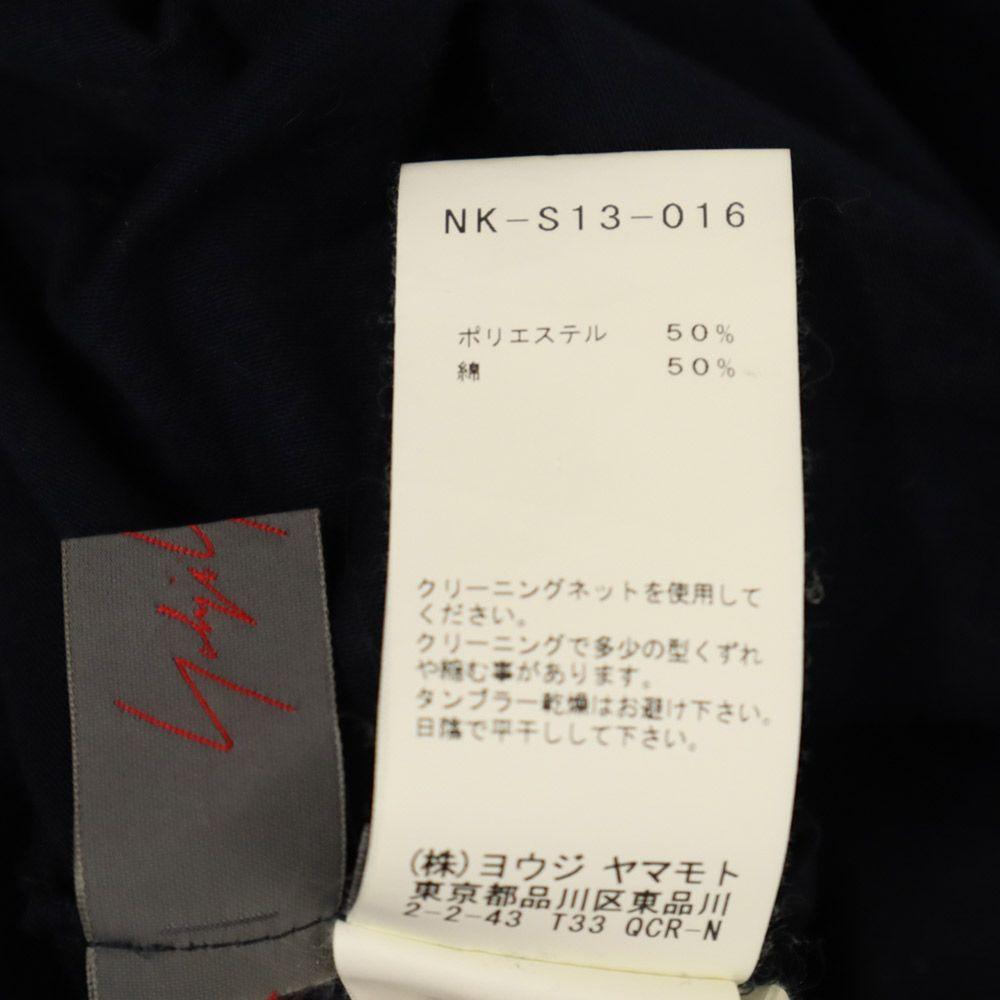 NK-S13-016
ポリエステル 50%
綿 50%
クリーニングネットを使用して
ください。
クリーニングで多少の型くずれ
や縮む事があります。
タンブラー乾燥はお避け下さい。
日陰で平干しして下さい。
(株)ヨウジ ヤマモト
東京都品川区東品川
2-2-43 T33 QCR-N
Yohji